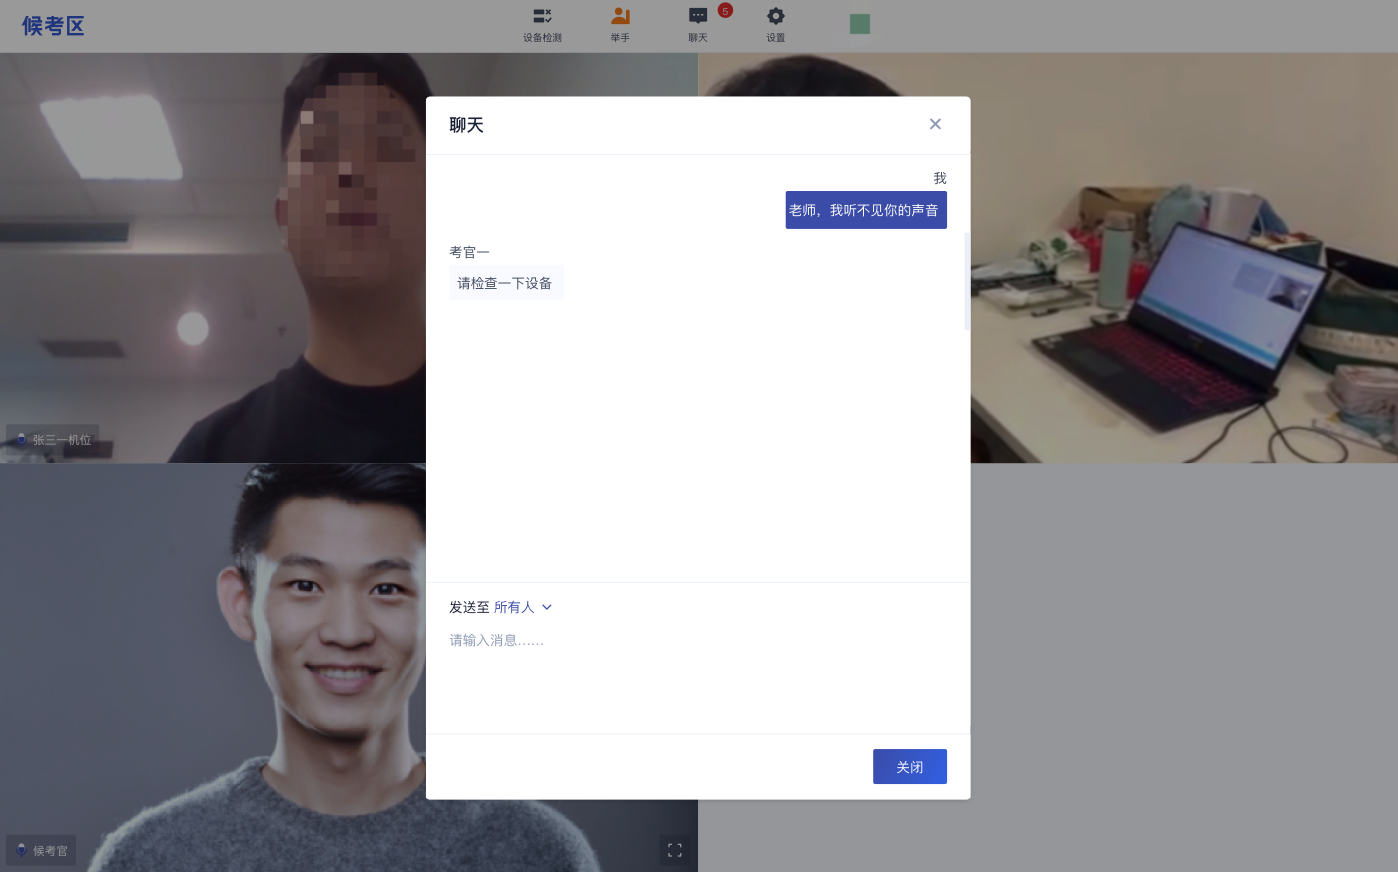 候考区
设备检测
举手
聊天
5
设置
聊天
我
老师，我听不见你的声音
考官一
请检查一下设备
张三一机位
发送至 所有人
请输入消息……
关闭
候考官